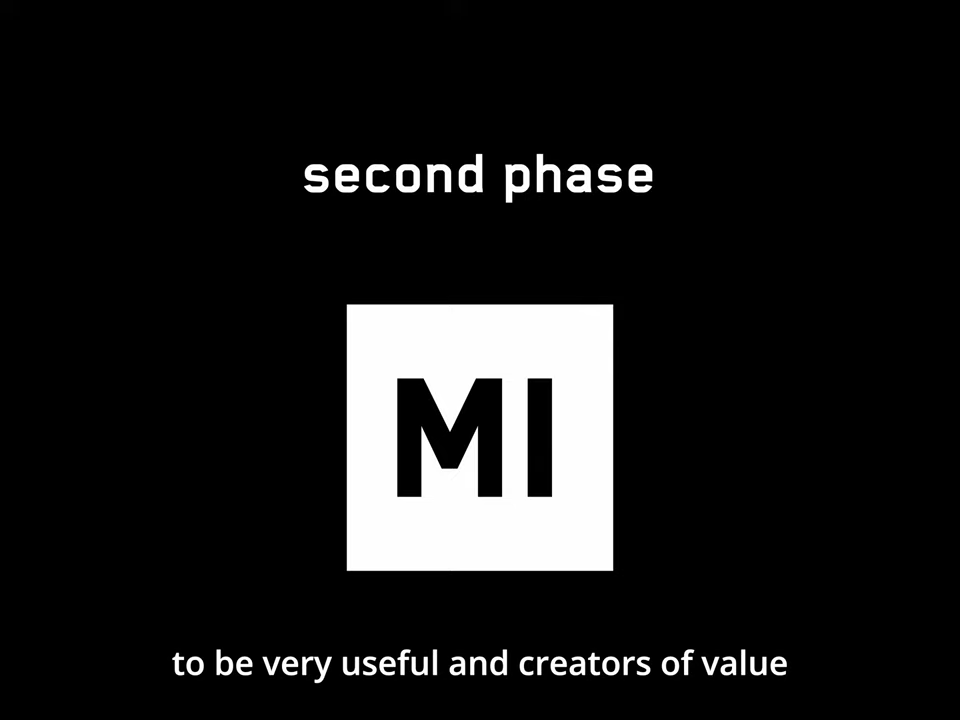 second phase
MI
to be very useful and creators of value